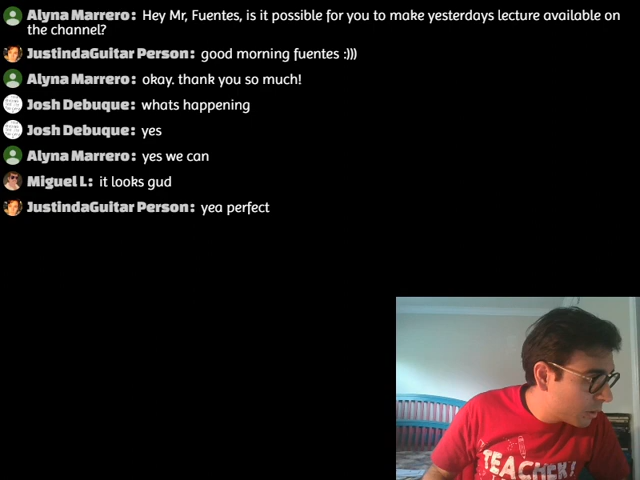 Alyna Marrero: Hey Mr, Fuentes, is it possible for you to make yesterdays lecture available on
the channel?
JustindaGuitar Person: good morning fuentes :)))
Alyna Marrero: okay. thank you so much!
Josh Debuque: whats happening
Josh Debuque: yes
Alyna Marrero: yes we can
Miguel L: it looks gud
JustindaGuitar Person: yea perfect
TEACHER!